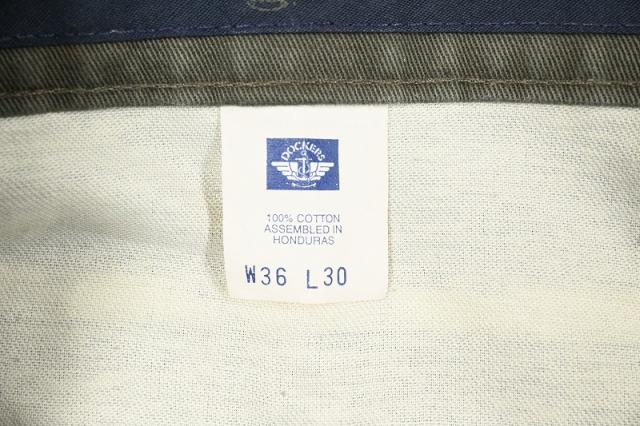 DOCKERS
100% COTTON
ASSEMBLED IN
HONDURAS
W36 L30